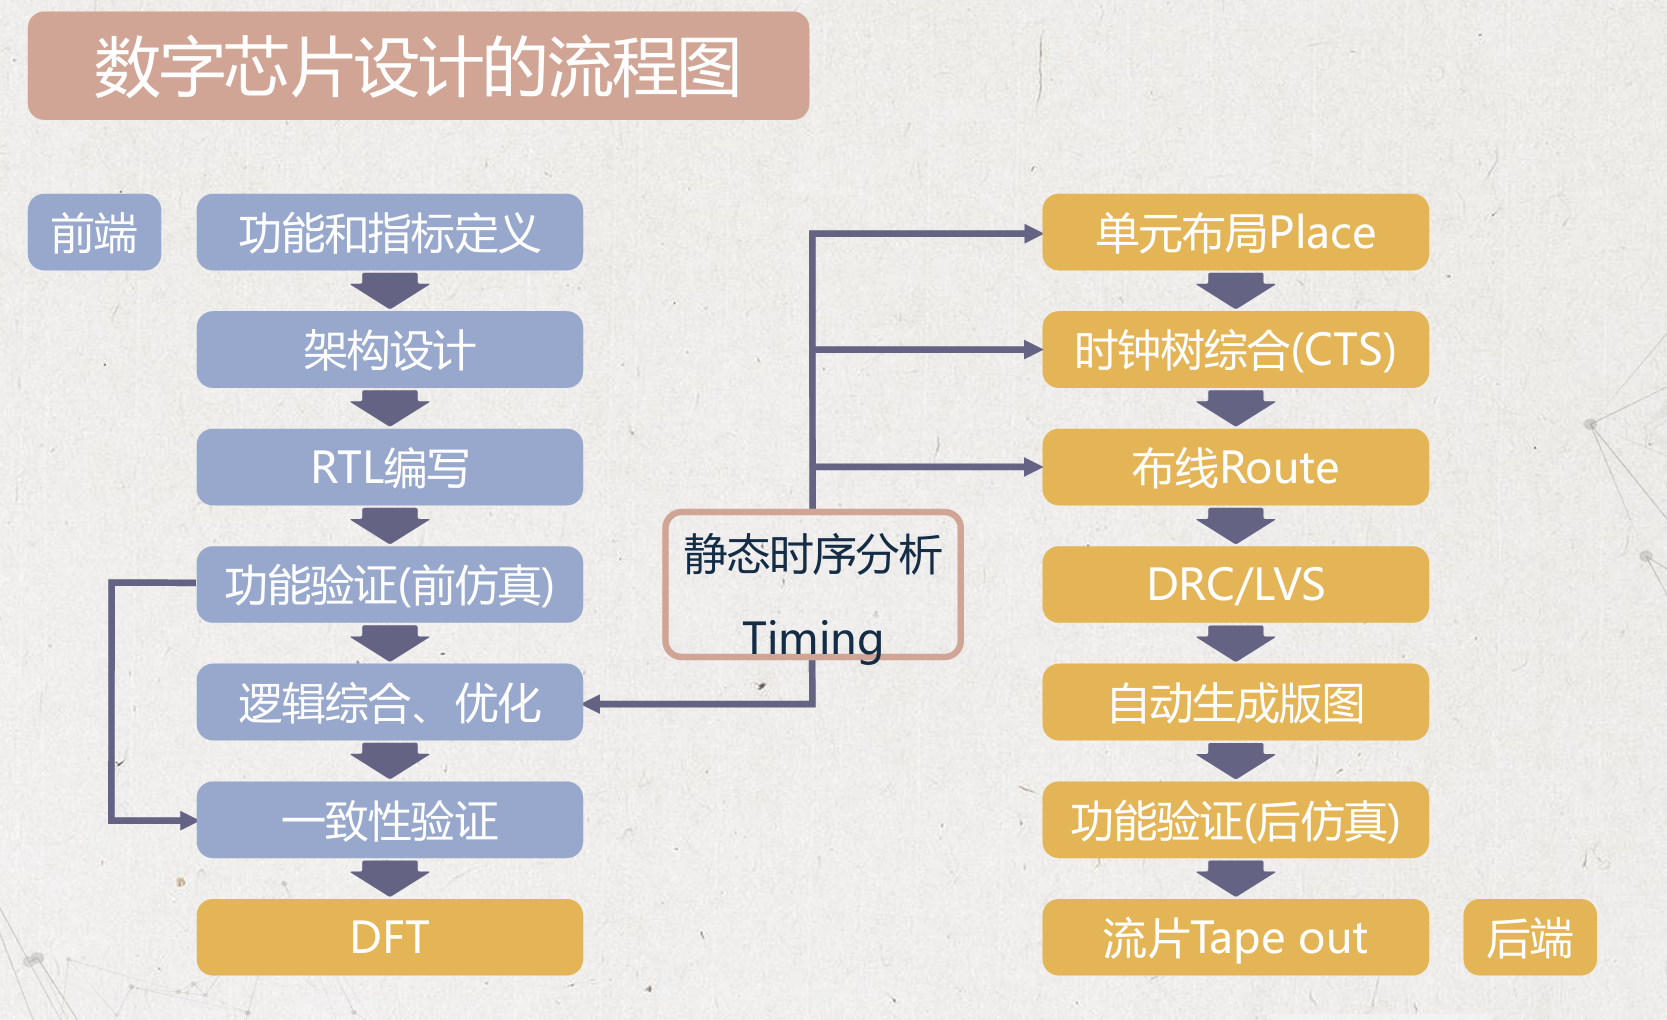 数字芯片设计的流程图
前端
功能和指标定义
架构设计
RTL编写
功能验证(前仿真)
逻辑综合、优化
一致性验证
DFT
静态时序分析
Timing
单元布局Place
时钟树综合(CTS)
布线Route
DRC/LVS
自动生成版图
功能验证(后仿真)
流片Tape out
后端